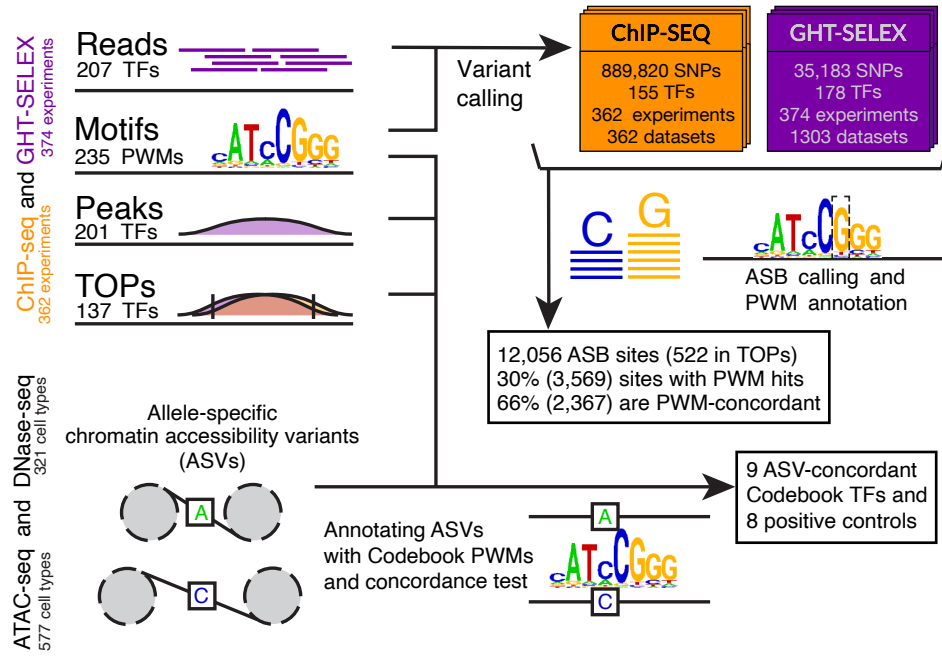 ChIP-seq and GHT-SELEX
362 experiments
374 experiments
Reads
207 TFs
Motifs
235 PWMs
CATCCGGG
Peaks
201 TFs
TOPs
137 TFs
Variant
calling
ChIP-SEQ
889,820 SNPs
155 TFs
362 experiments
362 datasets
GHT-SELEX
35,183 SNPs
178 TFs
374 experiments
1303 datasets
C
G
CATCCGGG
ASB calling and
PWM annotation
12,056 ASB sites (522 in TOPs)
30% (3,569) sites with PWM hits
66% (2,367) are PWM-concordant
ATAC-seq and DNase-seq
577 cell types
321 cell types
Allele-specific
chromatin accessibility variants
(ASVs)
A
C
Annotating ASVs
with Codebook PWMs
and concordance test
A
CATCCGGG
C
9 ASV-concordant
Codebook TFs and
8 positive controls